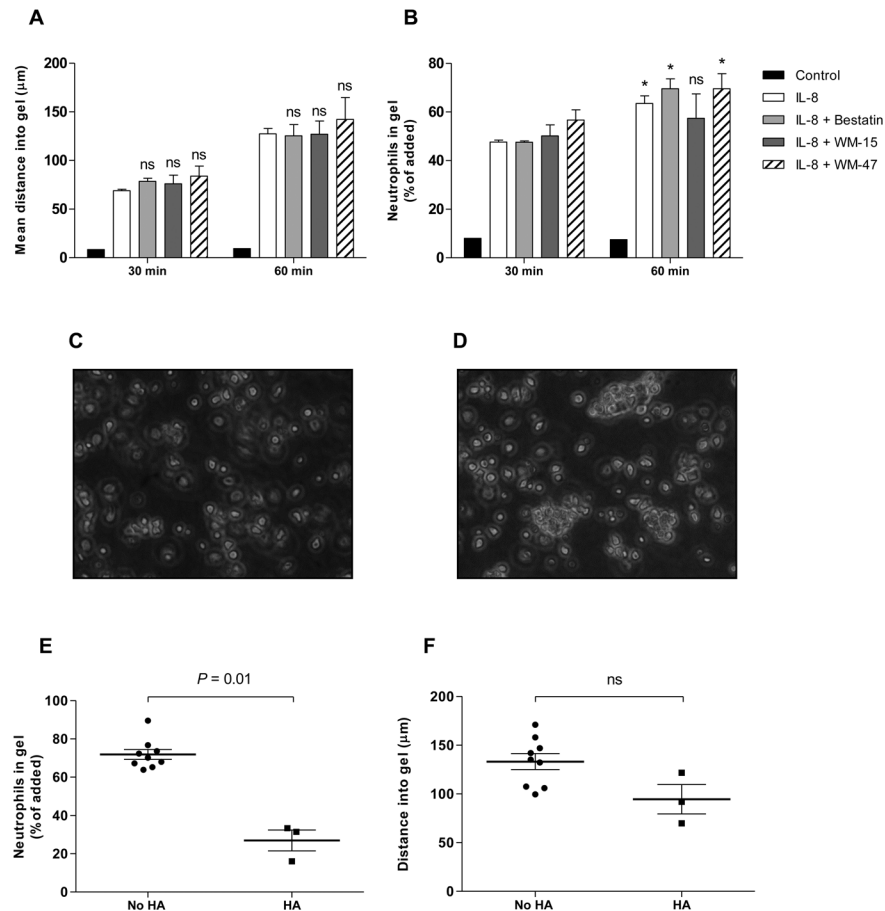 A
Mean distance into gel (μm)
200
150
100
50
0
ns
ns
ns
ns
ns
ns
30 min
60 min
B
Neutrophils in gel
(% of added)
80
60
40
20
0
*
*
ns
*
30 min
60 min
Control
IL-8
IL-8 + Bestatin
IL-8 + WM-15
IL-8 + WM-47
C
D
E
Neutrophils in gel
(% of added)
100
80
60
40
20
0
P = 0.01
No HA
HA
F
Distance into gel (μm)
200
150
100
50
0
ns
No HA
HA